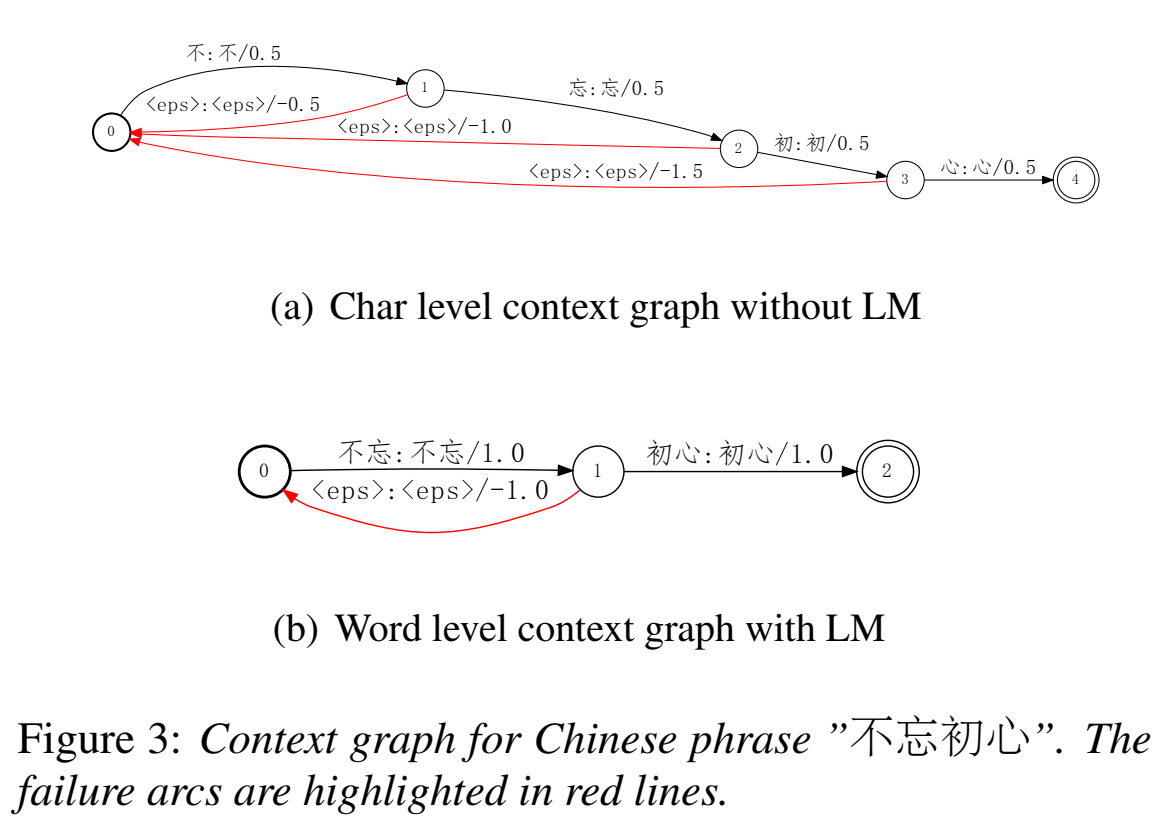 不:不/0.5
1
忘:忘/0.5
<eps>:<eps>/-0.5
0
<eps>:<eps>/-1.0
2
初:初/0.5
<eps>:<eps>/-1.5
3
心:心/0.5
4
(a) Char level context graph without LM
0
不忘:不忘/1.0
<eps>:<eps>/-1.0
1
初心:初心/1.0
2
(b) Word level context graph with LM
Figure 3: Context graph for Chinese phrase ”不忘初心”. The
failure arcs are highlighted in red lines.